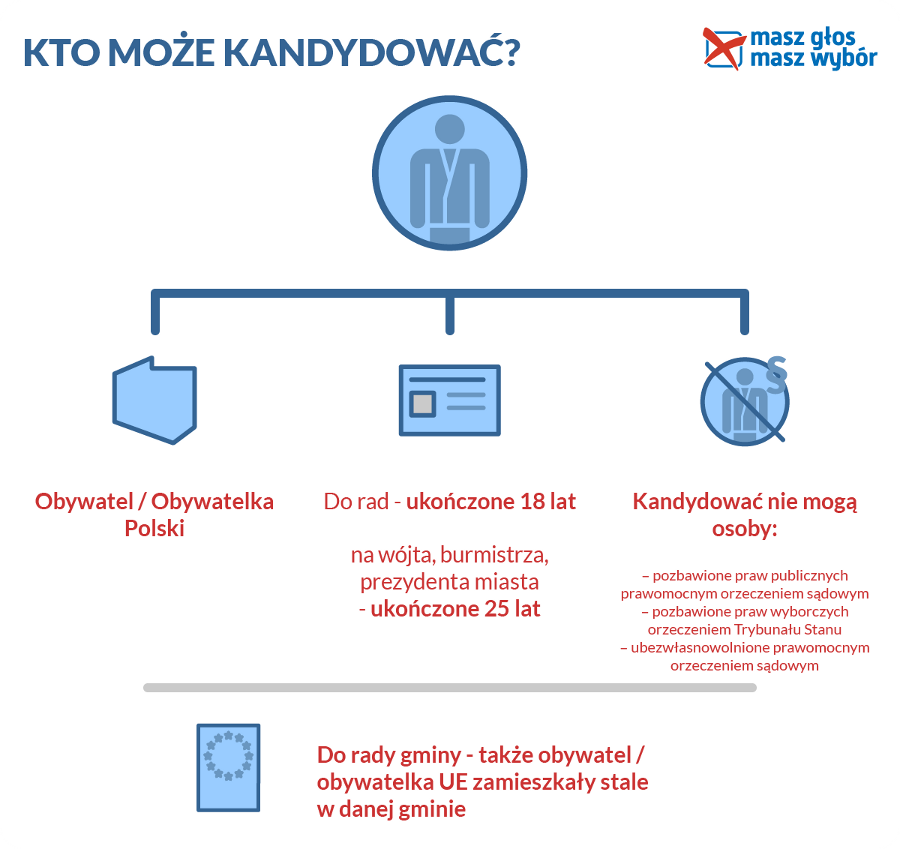 KTO MOŻE KANDYDOWAĆ?
masz głos
masz wybór
§
Obywatel / Obywatelka
Polski
Do rad - ukończone 18 lat
na wójta, burmistrza,
prezydenta miasta
- ukończone 25 lat
Kandydować nie mogą
osoby:
– pozbawione praw publicznych
prawomocnym orzeczeniem sądowym
– pozbawione praw wyborczych
orzeczeniem Trybunału Stanu
– ubezwłasnowolnione prawomocnym
orzeczeniem sądowym
Do rady gminy - także obywatel /
obywatelka UE zamieszkały stale
w danej gminie